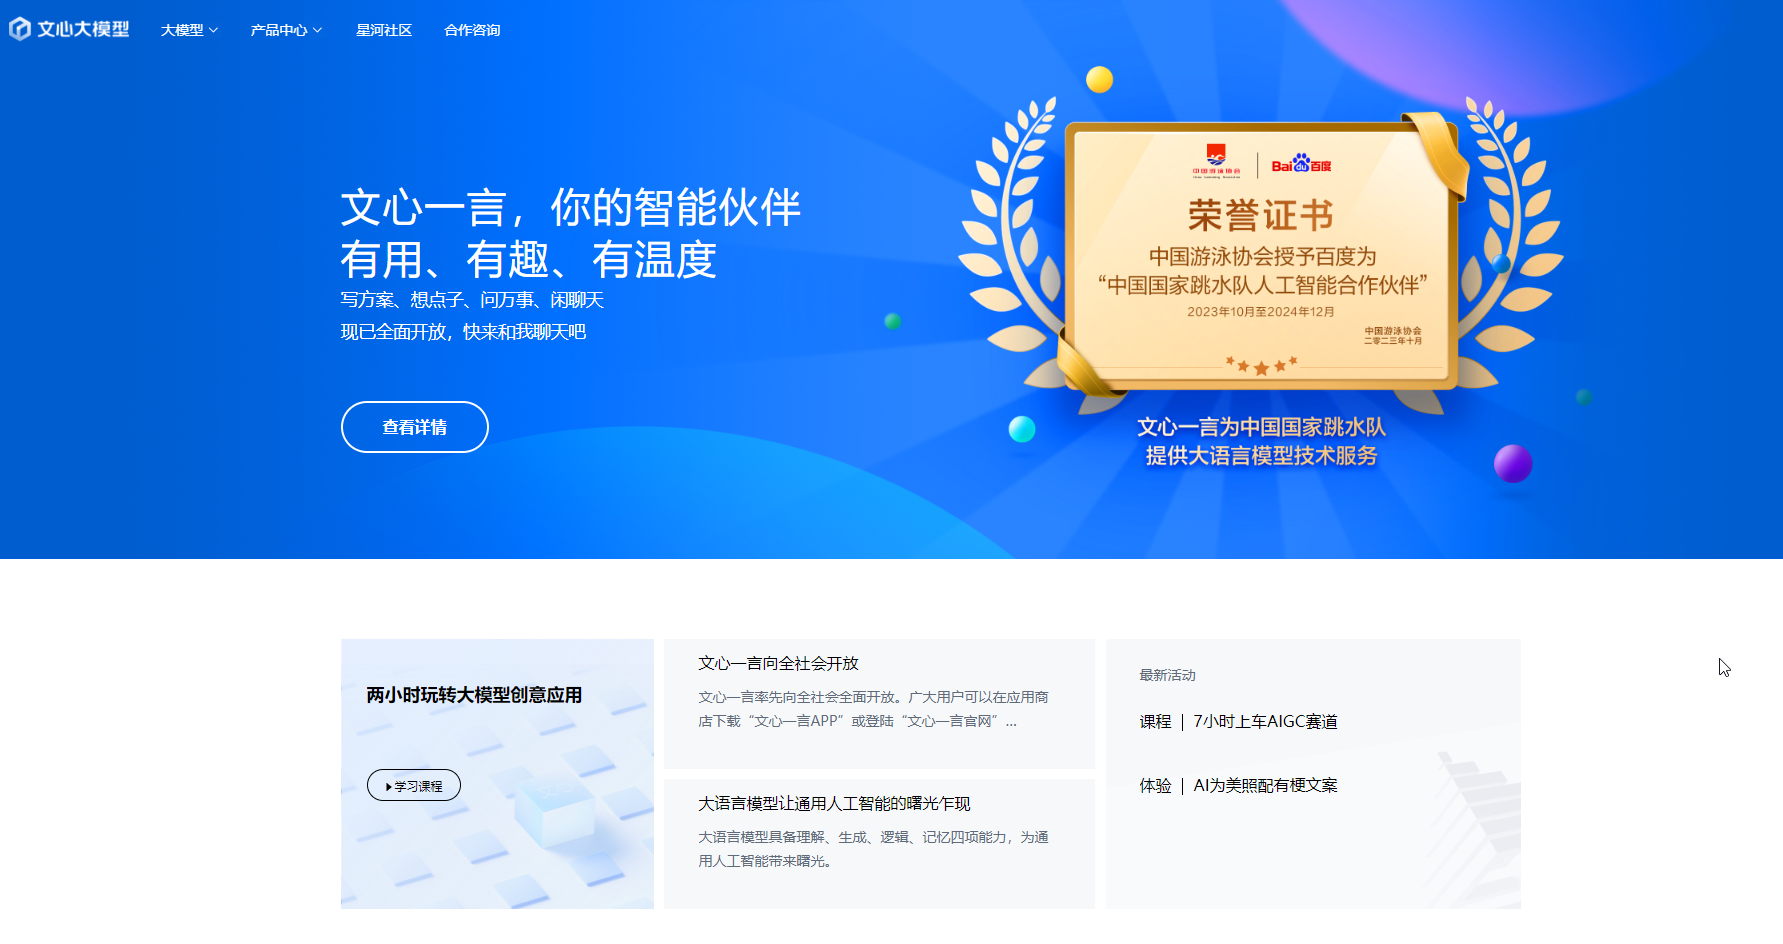 文心大模型
大模型
产品中心
星河社区
合作咨询
文心一言，你的智能伙伴
有用、有趣、有温度
写方案、想点子、问万事、闲聊天
现已全面开放，快来和我聊天吧
查看详情
中国游泳协会
Bai du 百度
荣誉证书
中国游泳协会授予百度为
“中国国家跳水队人工智能合作伙伴”
2023年10月至2024年12月
中国游泳协会
二零二三年十月
文心一言为中国国家跳水队
提供大语言模型技术服务
两小时玩转大模型创意应用
学习课程
文心一言向全社会开放
文心一言率先向全社会全面开放。广大用户可以在应用商
店下载“文心一言APP”或登陆“文心一言官网”...
大语言模型让通用人工智能的曙光乍现
大语言模型具备理解、生成、逻辑、记忆四项能力，为通
用人工智能带来曙光。
最新活动
课程 | 7小时上车AIGC赛道
体验 | AI为美照配有梗文案